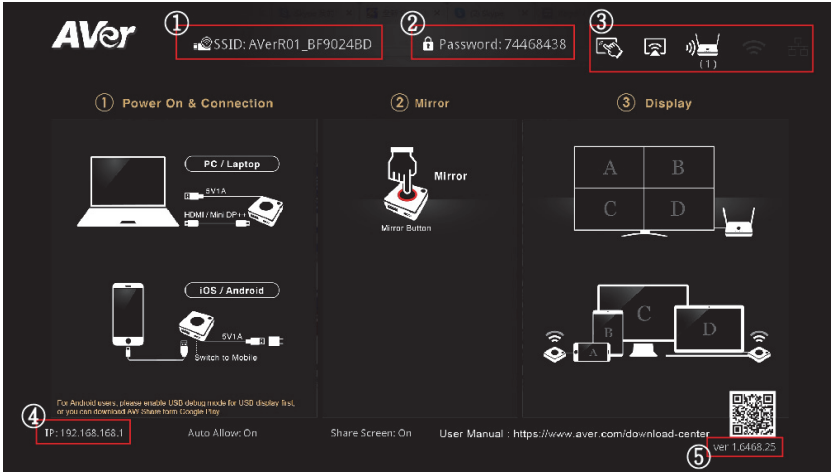 ① ② ③
AVer SSID: AVerR01_BF9024BD Password: 74468438
(1)
① Power On & Connection ② Mirror ③ Display
PC / Laptop
5V1A
HDMI / Mini DP++
Mirror
Mirror Button
A B
C D
iOS / Android
5V1A
Switch to Mobile
C
B
D
A
For Android users, please enable USB debug mode for USB display first,
or you can download AW Share form Google Play
④
IP: 192.168.168.1 Auto Allow: On Share Screen: On User Manual : https://www.aver.com/download-center
ver 1.6468.25
⑤